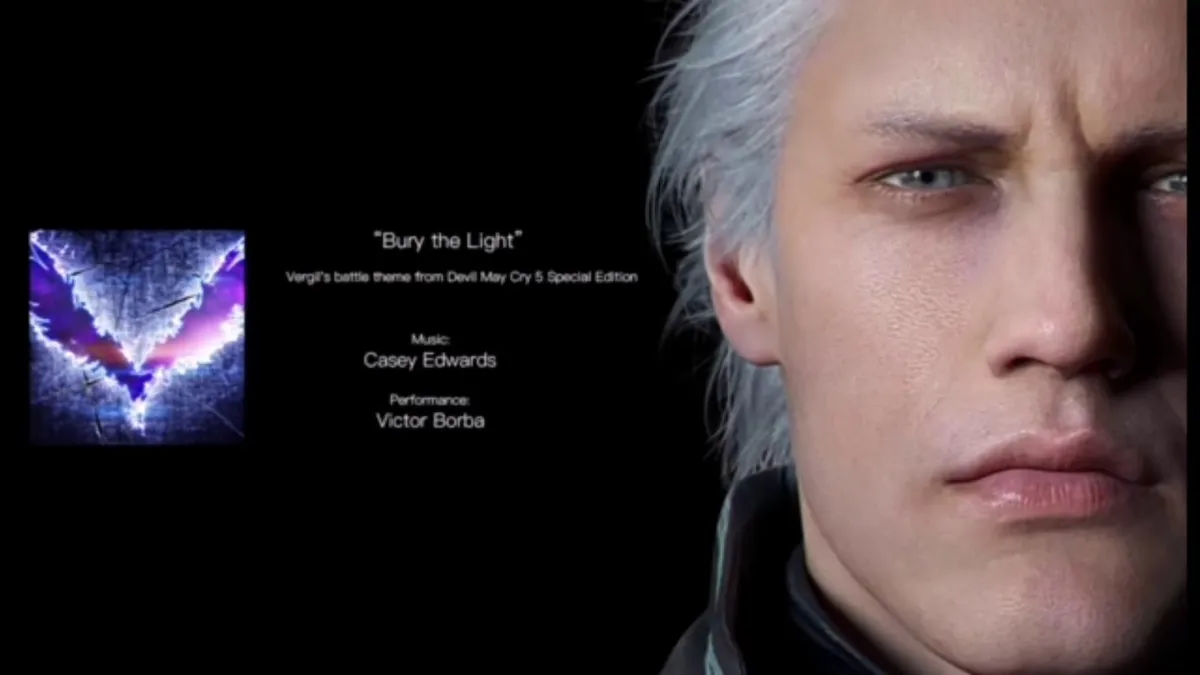 “Bury the Light”
Vergil's battle theme from Devil May Cry 5 Special Edition
Music:
Casey Edwards
Performance:
Victor Borba